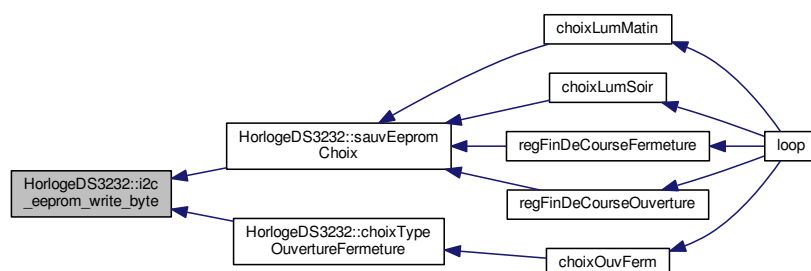 choixLumMatin
choixLumSoir
HorlogeDS3232::sauvEeprom
Choix
regFinDeCourseFermeture
loop
HorlogeDS3232::i2c
_eeprom_write_byte
regFinDeCourseOuverture
HorlogeDS3232::choixType
OuvertureFermeture
choixOuvFerm